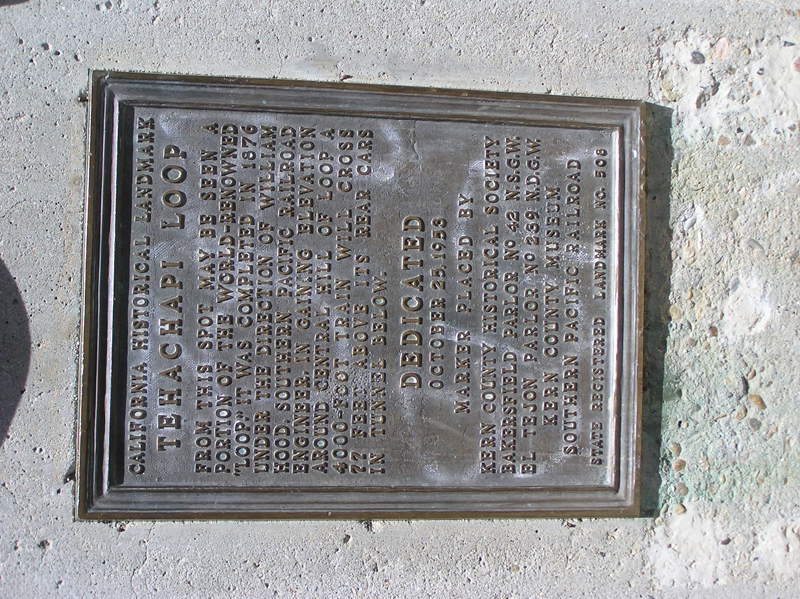 CALIFORNIA HISTORICAL LANDMARK
TEHACHAPI LOOP
FROM THIS SPOT MAY BE SEEN A
PORTION OF THE WORLD-RENOWNED
"LOOP." IT WAS COMPLETED IN 1876
UNDER THE DIRECTION OF WILLIAM
HOOD, SOUTHERN PACIFIC RAILROAD
ENGINEER. IN GAINING ELEVATION
AROUND CENTRAL HILL OF LOOP A
4000-FOOT TRAIN WILL CROSS
77 FEET ABOVE ITS REAR CARS
IN TUNNEL BELOW.
DEDICATED
OCTOBER 25, 1953
MARKER PLACED BY
KERN COUNTY HISTORICAL SOCIETY
BAKERSFIELD PARLOR NO 42 N.S.G.W.
EL TEJON PARLOR NO 239 N.D.G.W.
KERN COUNTY MUSEUM
SOUTHERN PACIFIC RAILROAD
STATE REGISTERED LANDMARK NO. 508